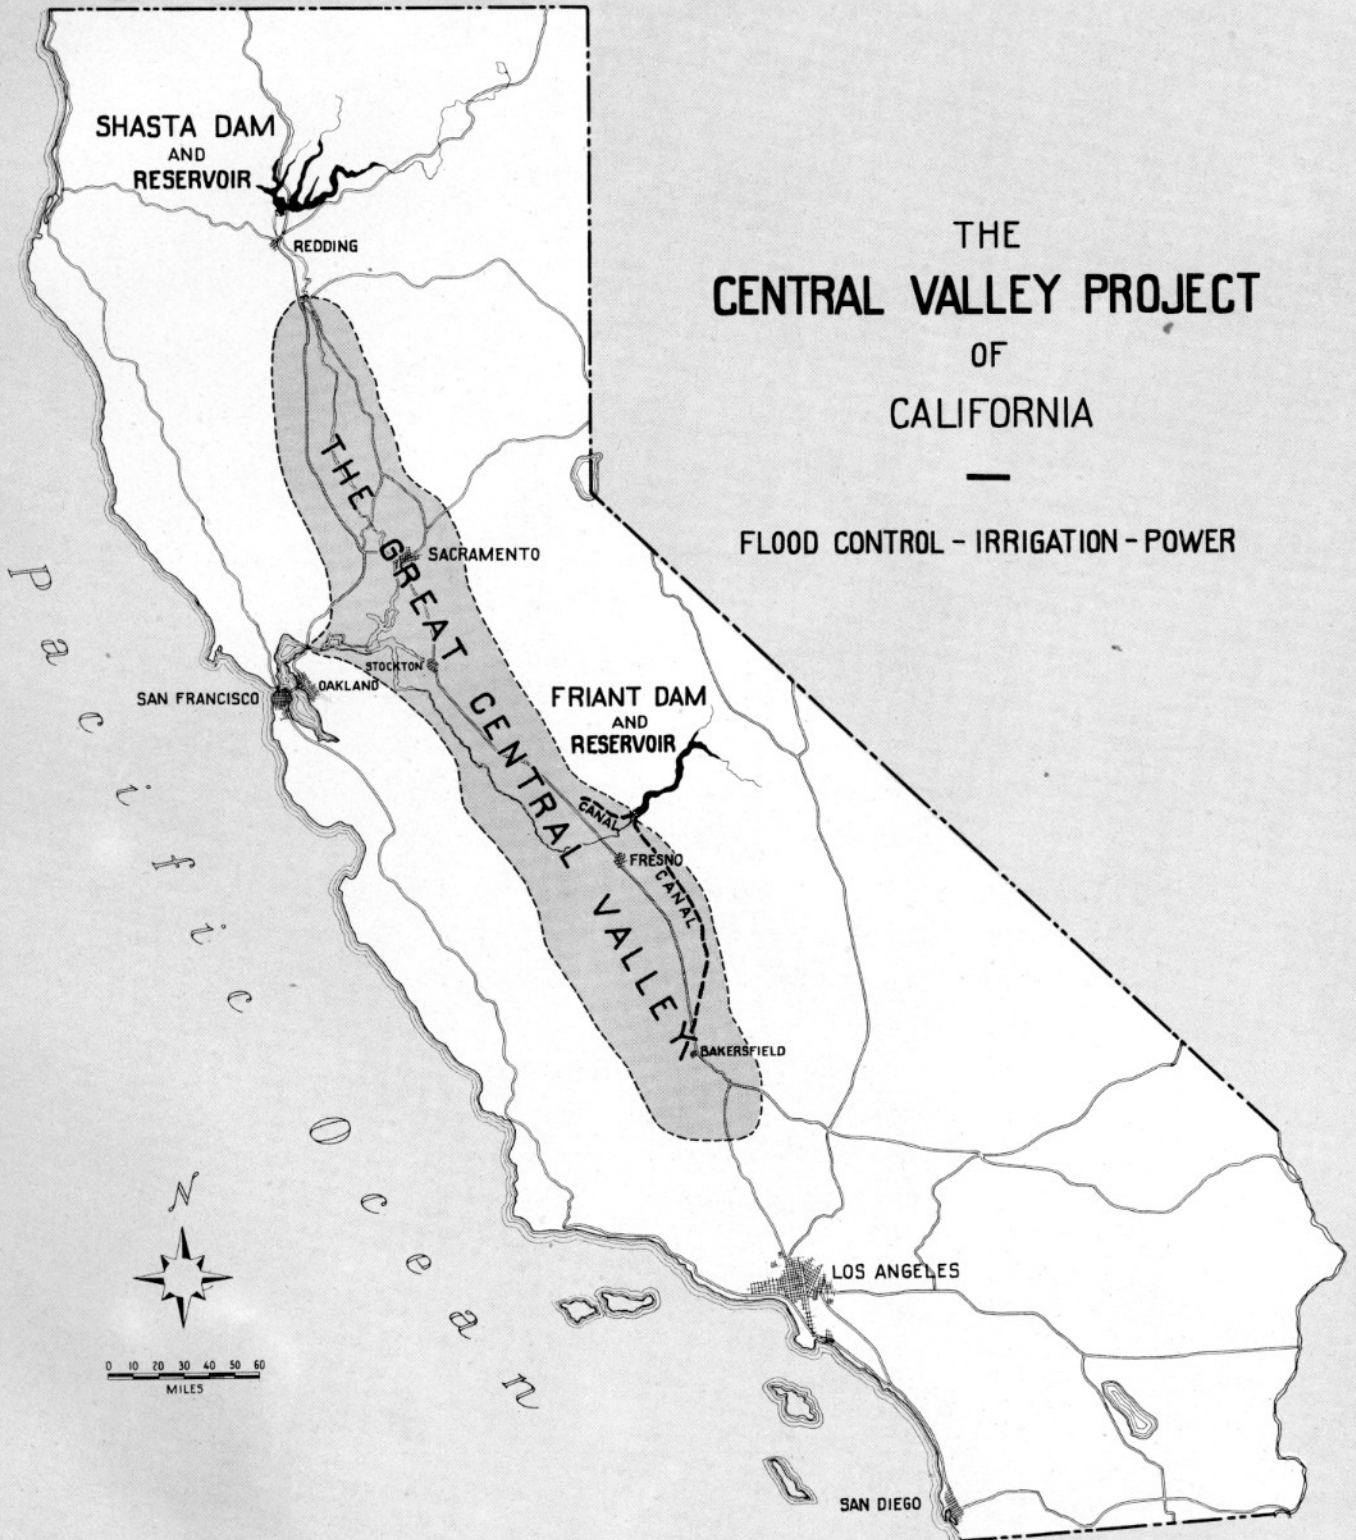 SHASTA DAM
AND
RESERVOIR
REDDING
THE
CENTRAL VALLEY PROJECT
OF
CALIFORNIA
FLOOD CONTROL - IRRIGATION - POWER
THE GREAT CENTRAL VALLEY
SACRAMENTO
STOCKTON
OAKLAND
SAN FRANCISCO
FRIANT DAM
AND
RESERVOIR
CANAL
FRESNO
CANAL
BAKERSFIELD
Pacific Ocean
N
0 10 20 30 40 50 60
MILES
LOS ANGELES
SAN DIEGO